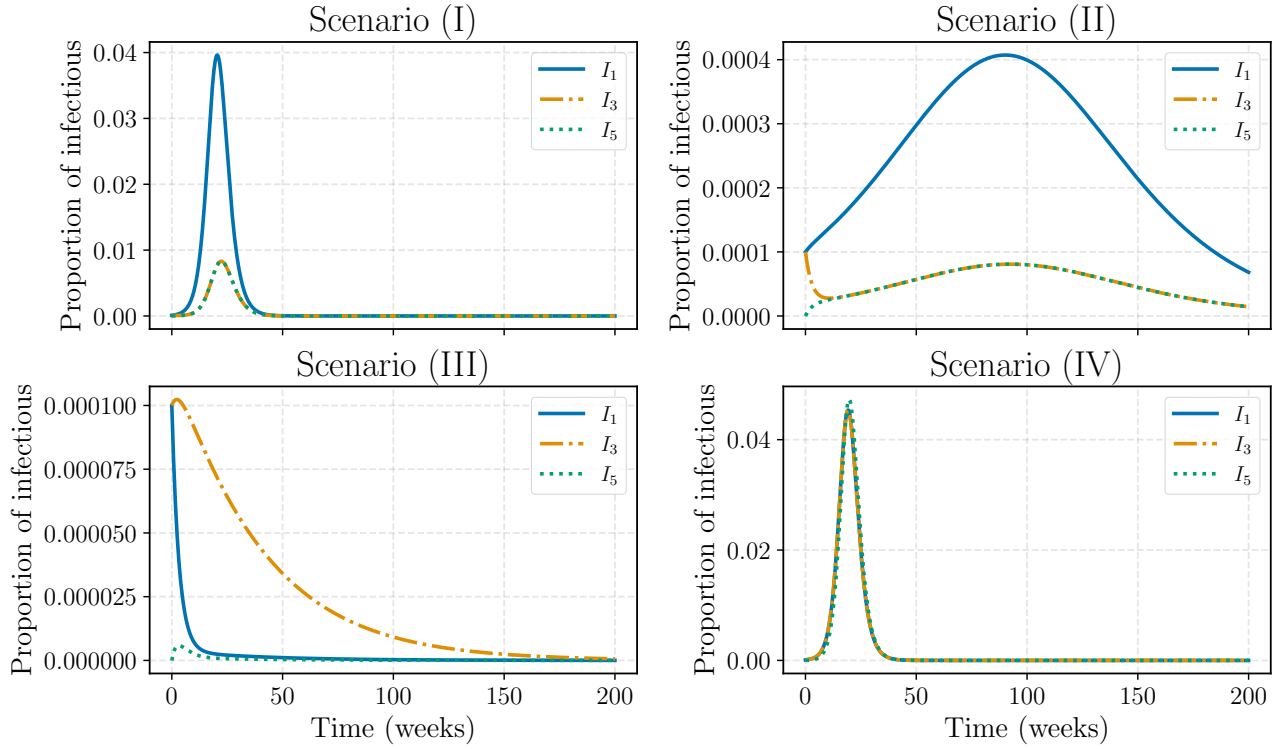 Scenario (I)
Proportion of infectious
0.04
0.03
0.02
0.01
0.00
I₁
I₃
I₅
Scenario (II)
Proportion of infectious
0.0004
0.0003
0.0002
0.0001
0.0000
I₁
I₃
I₅
Scenario (III)
Proportion of infectious
0.000100
0.000075
0.000050
0.000025
0.000000
I₁
I₃
I₅
0 50 100 150 200
Time (weeks)
Scenario (IV)
Proportion of infectious
0.04
0.02
0.00
I₁
I₃
I₅
0 50 100 150 200
Time (weeks)